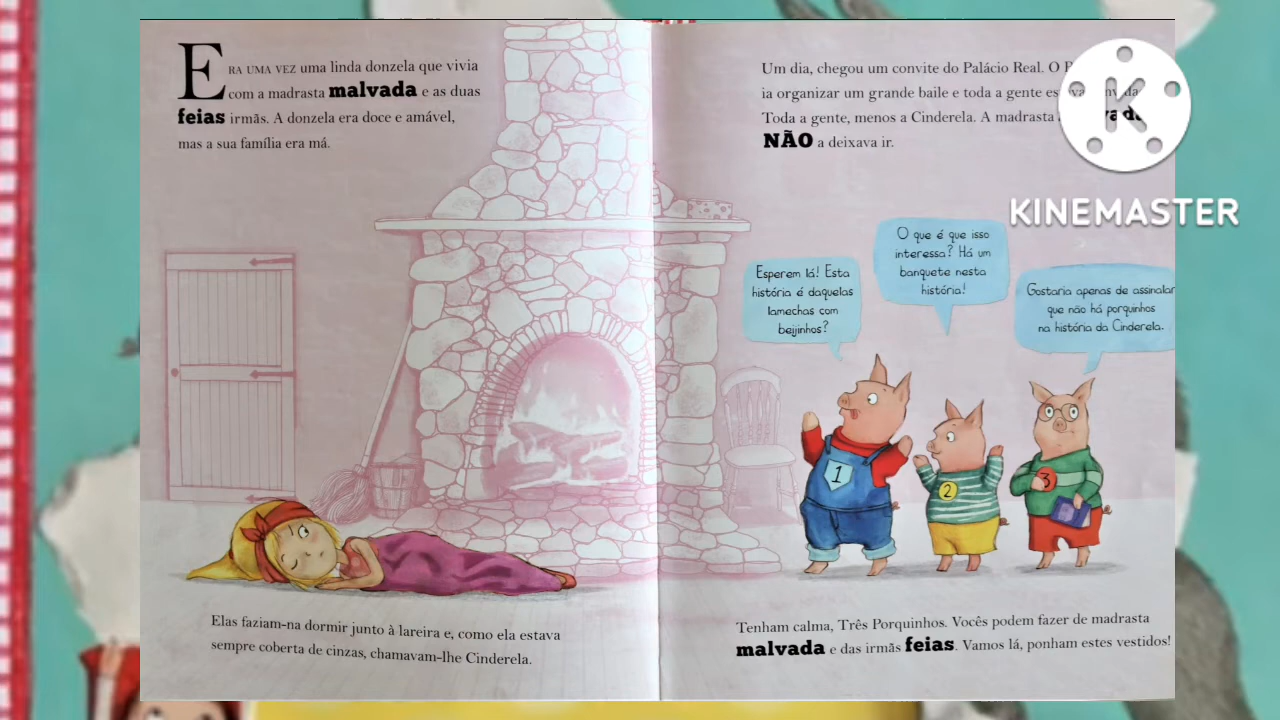 ERA UMA VEZ uma linda donzela que vivia
com a madrasta malvada e as duas
feias irmãs. A donzela era doce e amável,
mas a sua família era má.
Elas faziam-na dormir junto à lareira e, como ela estava
sempre coberta de cinzas, chamavam-lhe Cinderela.
Um dia, chegou um convite do Palácio Real. O
ia organizar um grande baile e toda a gente
Toda a gente, menos a Cinderela. A madrasta
NÃO a deixava ir.
Esperem lá! Esta
história é daquelas
lamechas com
beijinhos?
O que é que isso
interessa? Há um
banquete nesta
história!
Gostaria apenas de assinalar
que não há porquinhos
na história da Cinderela.
1
2
3
Tenham calma, Três Porquinhos. Vocês podem fazer de madrasta
malvada e das irmãs feias. Vamos lá, ponham estes vestidos!
K
KINEMASTER